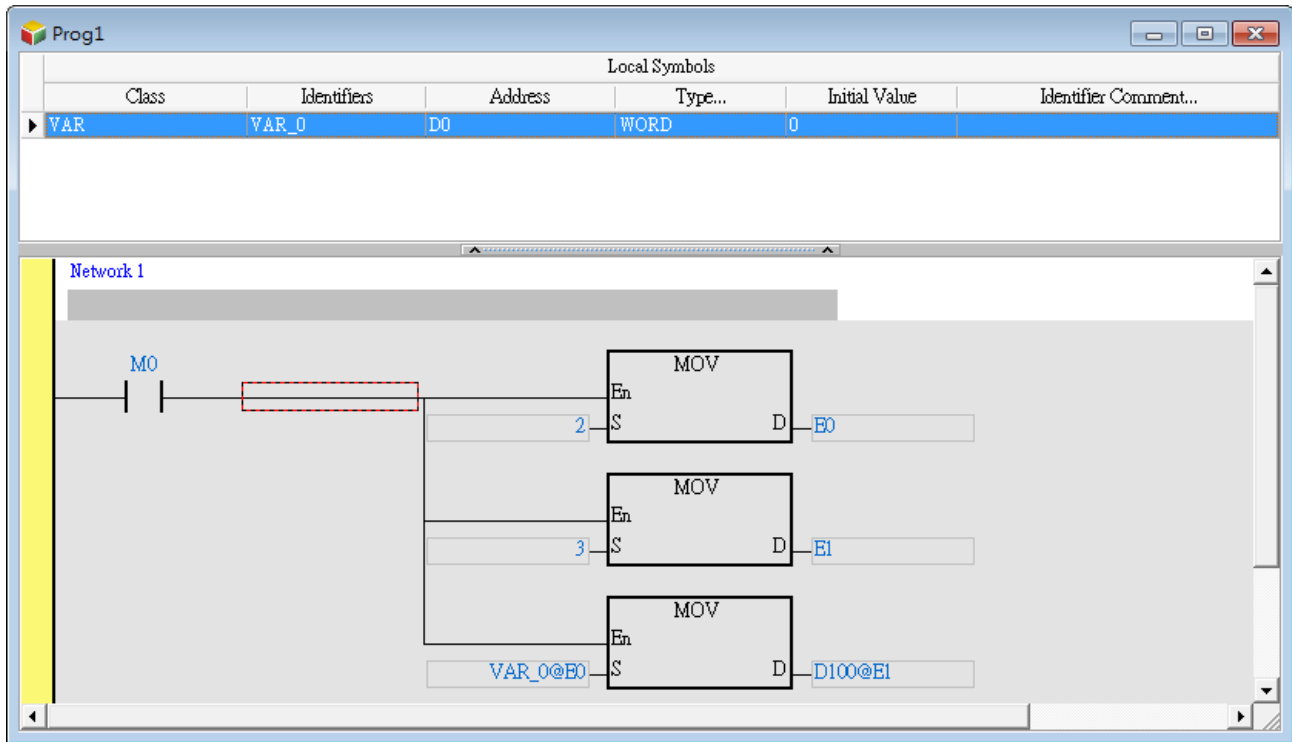 Prog1
Local Symbols
Class Identifiers Address Type... Initial Value Identifier Comment...
VAR VAR_0 D0 WORD 0
Network 1
M0
MOV
En
2 S D E0
MOV
En
3 S D E1
MOV
En
VAR_0@E0 S D D100@E1